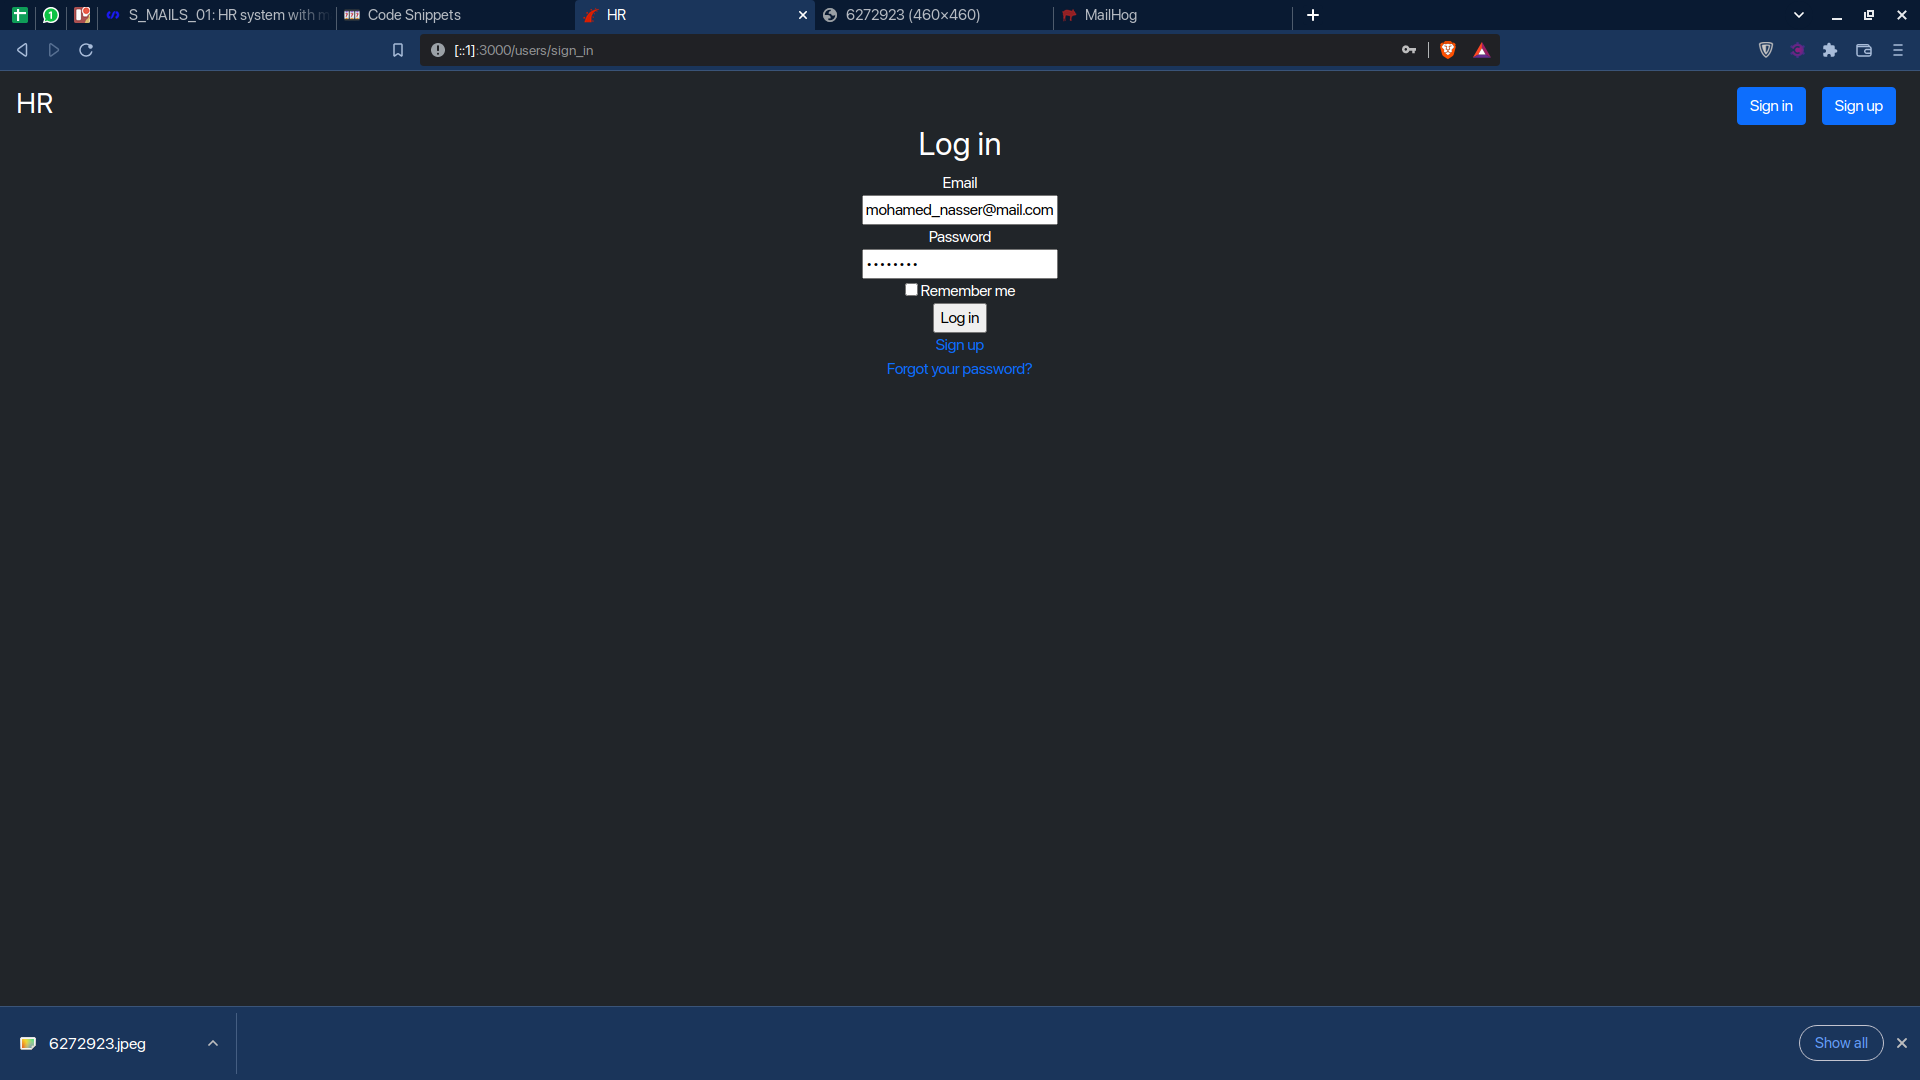 S_MAILS_01: HR system with m
Code Snippets
HR
6272923 (460×460)
MailHog
[::1]:3000/users/sign_in
HR
Sign in
Sign up
Log in
Email
mohamed_nasser@mail.com
Password
••••••••
Remember me
Log in
Sign up
Forgot your password?
6272923.jpeg
Show all